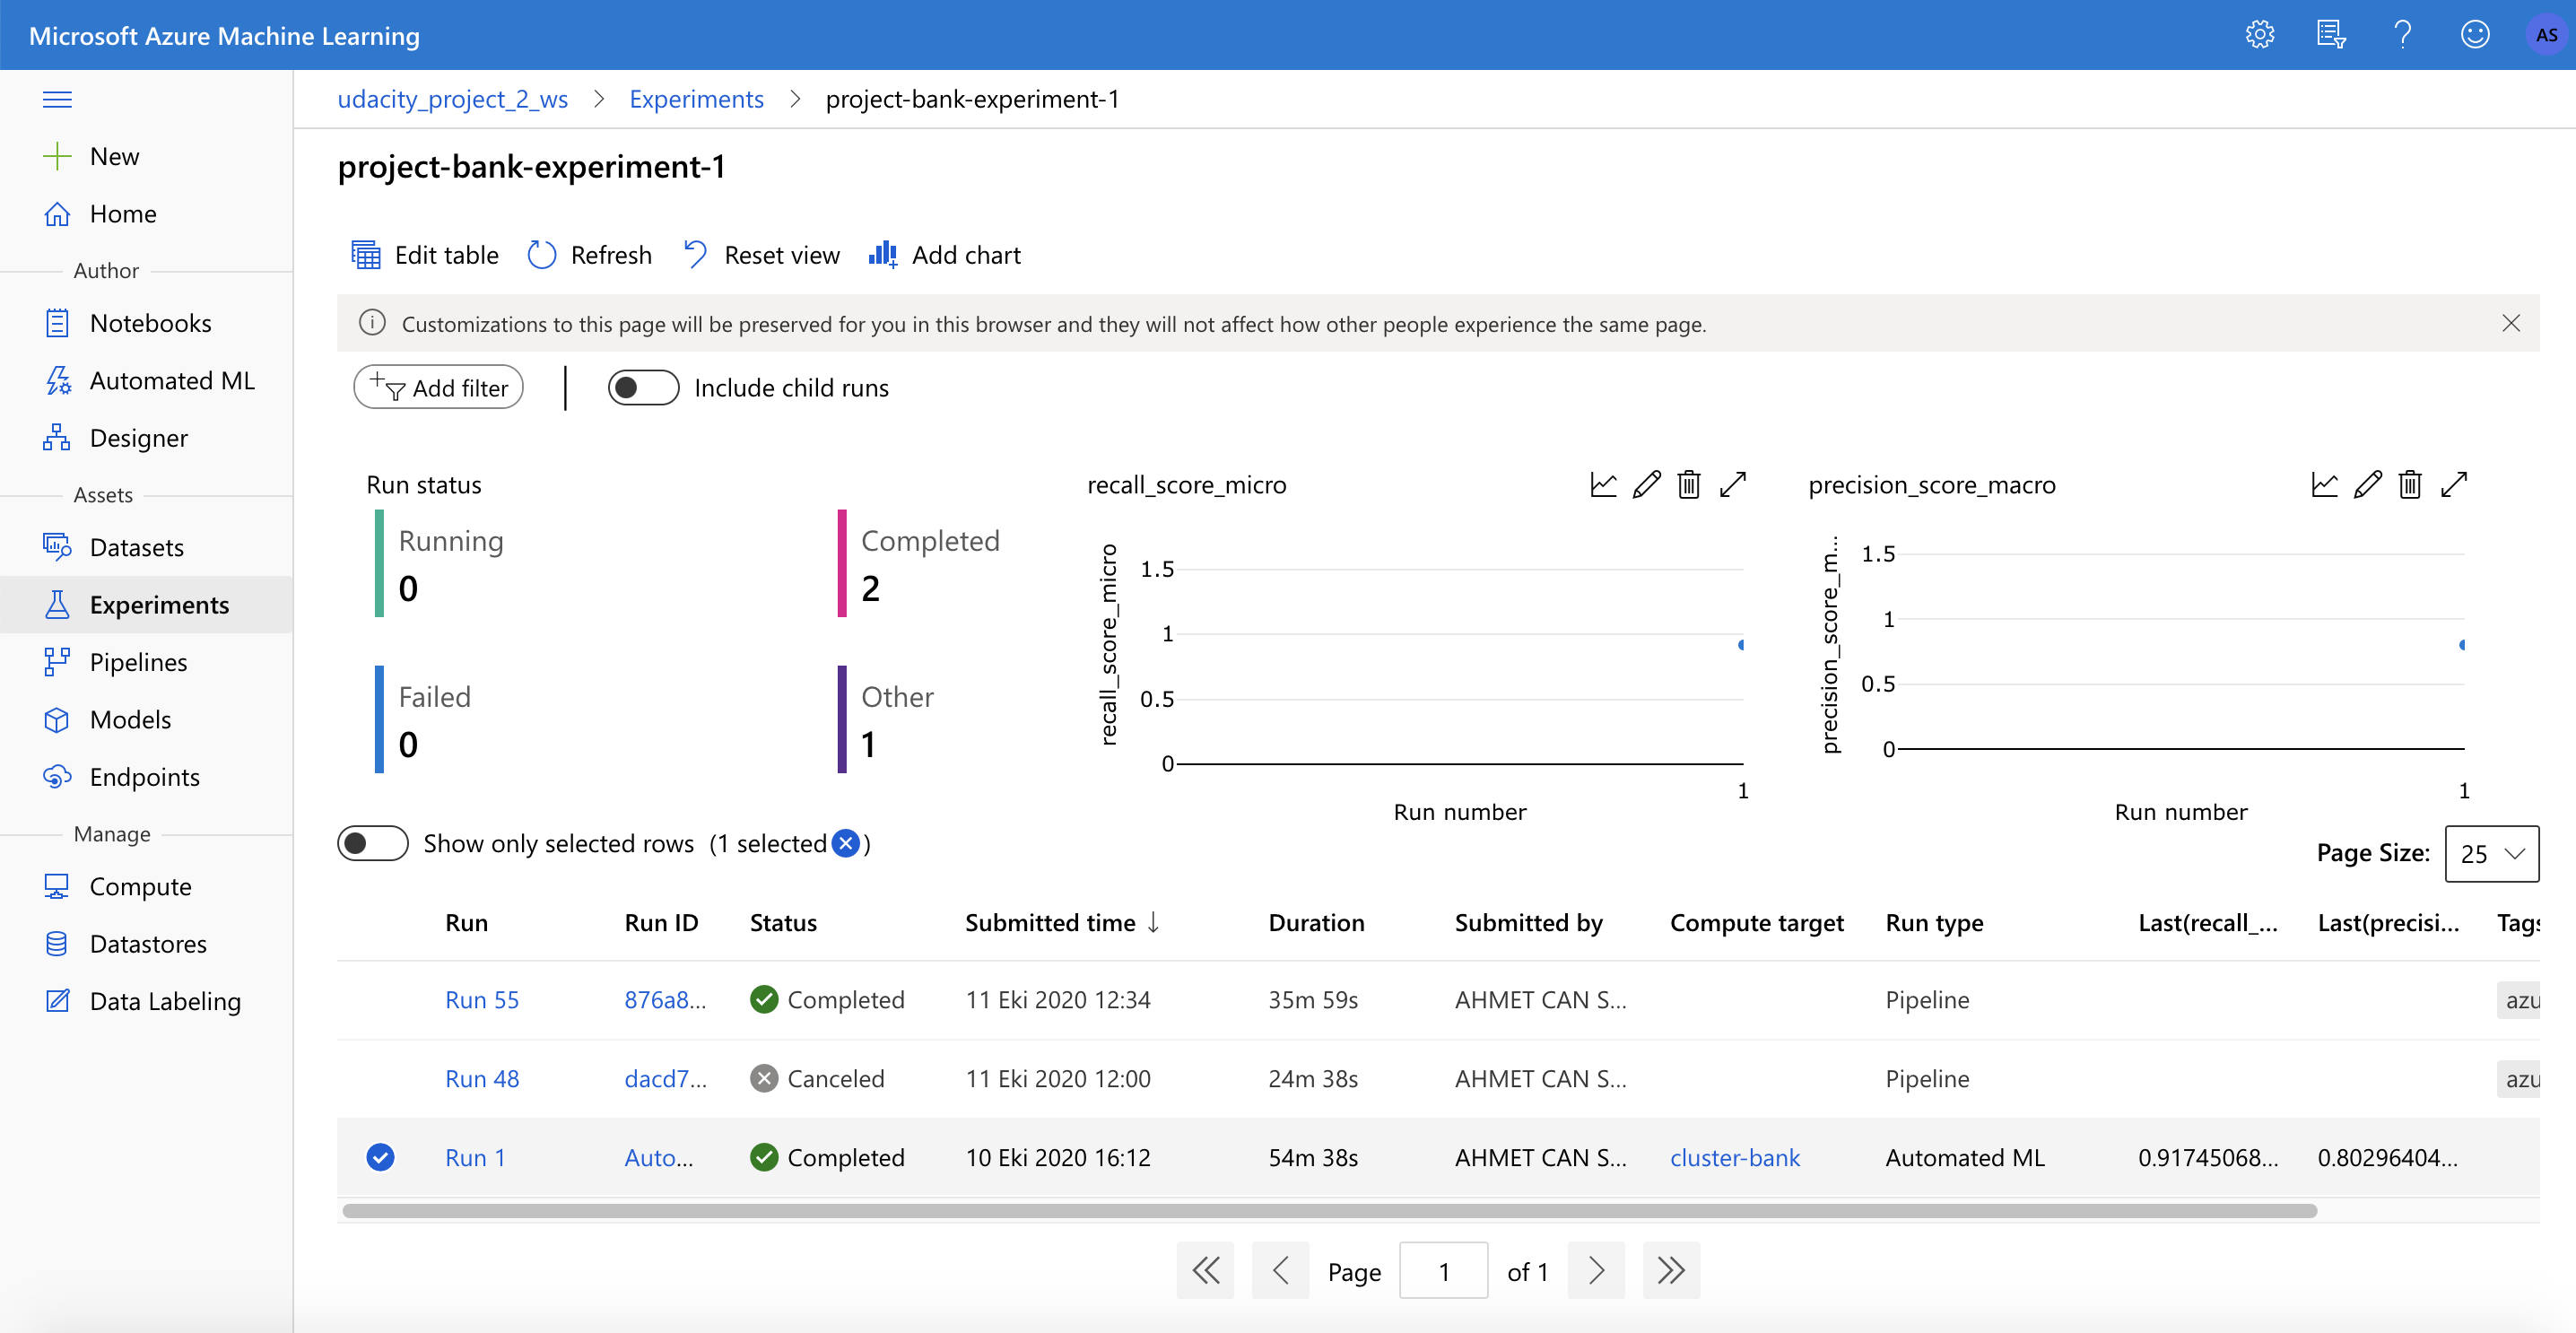 Microsoft Azure Machine Learning
AS
udacity_project_2_ws > Experiments > project-bank-experiment-1
New
Home
Author
Notebooks
Automated ML
Designer
Assets
Datasets
Experiments
Pipelines
Models
Endpoints
Manage
Compute
Datastores
Data Labeling
project-bank-experiment-1
Edit table Refresh Reset view Add chart
Customizations to this page will be preserved for you in this browser and they will not affect how other people experience the same page.
Add filter Include child runs
Run status
Running
0
Completed
2
Failed
0
Other
1
recall_score_micro
recall_score_micro
1.5
1
0.5
0
1
Run number
precision_score_macro
precision_score_m...
1.5
1
0.5
0
1
Run number
Show only selected rows (1 selected )
Page Size: 25
Run Run ID Status Submitted time ↓ Duration Submitted by Compute target Run type Last(recall_... Last(precisi... Tags
Run 55 876a8... Completed 11 Eki 2020 12:34 35m 59s AHMET CAN S... Pipeline azu
Run 48 dacd7... Canceled 11 Eki 2020 12:00 24m 38s AHMET CAN S... Pipeline azu
Run 1 Auto... Completed 10 Eki 2020 16:12 54m 38s AHMET CAN S... cluster-bank Automated ML 0.91745068... 0.80296404...
Page 1 of 1